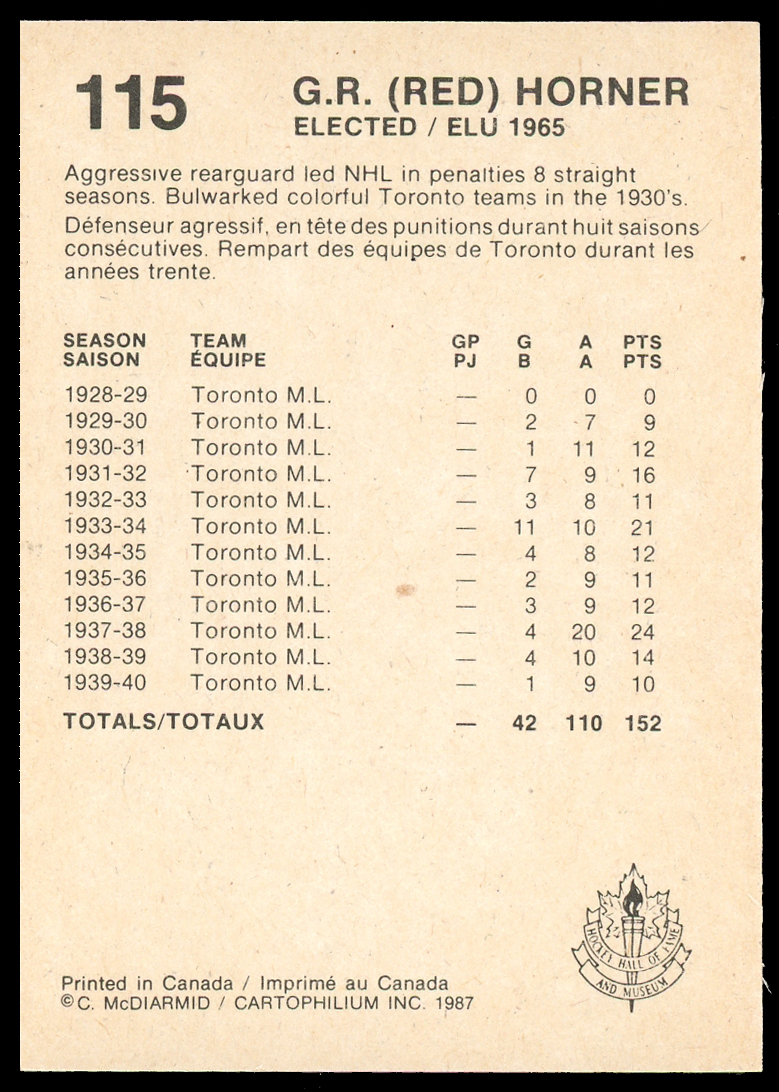 115
G.R. (RED) HORNER
ELECTED / ELU 1965
Aggressive rearguard led NHL in penalties 8 straight
seasons. Bulwarked colorful Toronto teams in the 1930's.
Défenseur agressif, en tête des punitions durant huit saisons
consécutives. Rempart des équipes de Toronto durant les
années trente.
SEASON TEAM GP G A PTS
SAISON ÉQUIPE PJ B A PTS
1928-29 Toronto M.L. — 0 0 0
1929-30 Toronto M.L. — 2 7 9
1930-31 Toronto M.L. — 1 11 12
1931-32 Toronto M.L. — 7 9 16
1932-33 Toronto M.L. — 3 8 11
1933-34 Toronto M.L. — 11 10 21
1934-35 Toronto M.L. — 4 8 12
1935-36 Toronto M.L. — 2 9 11
1936-37 Toronto M.L. — 3 9 12
1937-38 Toronto M.L. — 4 20 24
1938-39 Toronto M.L. — 4 10 14
1939-40 Toronto M.L. — 1 9 10
TOTALS/TOTAUX — 42 110 152
HOCKEY HALL OF FAME
AND MUSEUM
Printed in Canada / Imprimé au Canada
©C. McDIARMID / CARTOPHILIUM INC. 1987